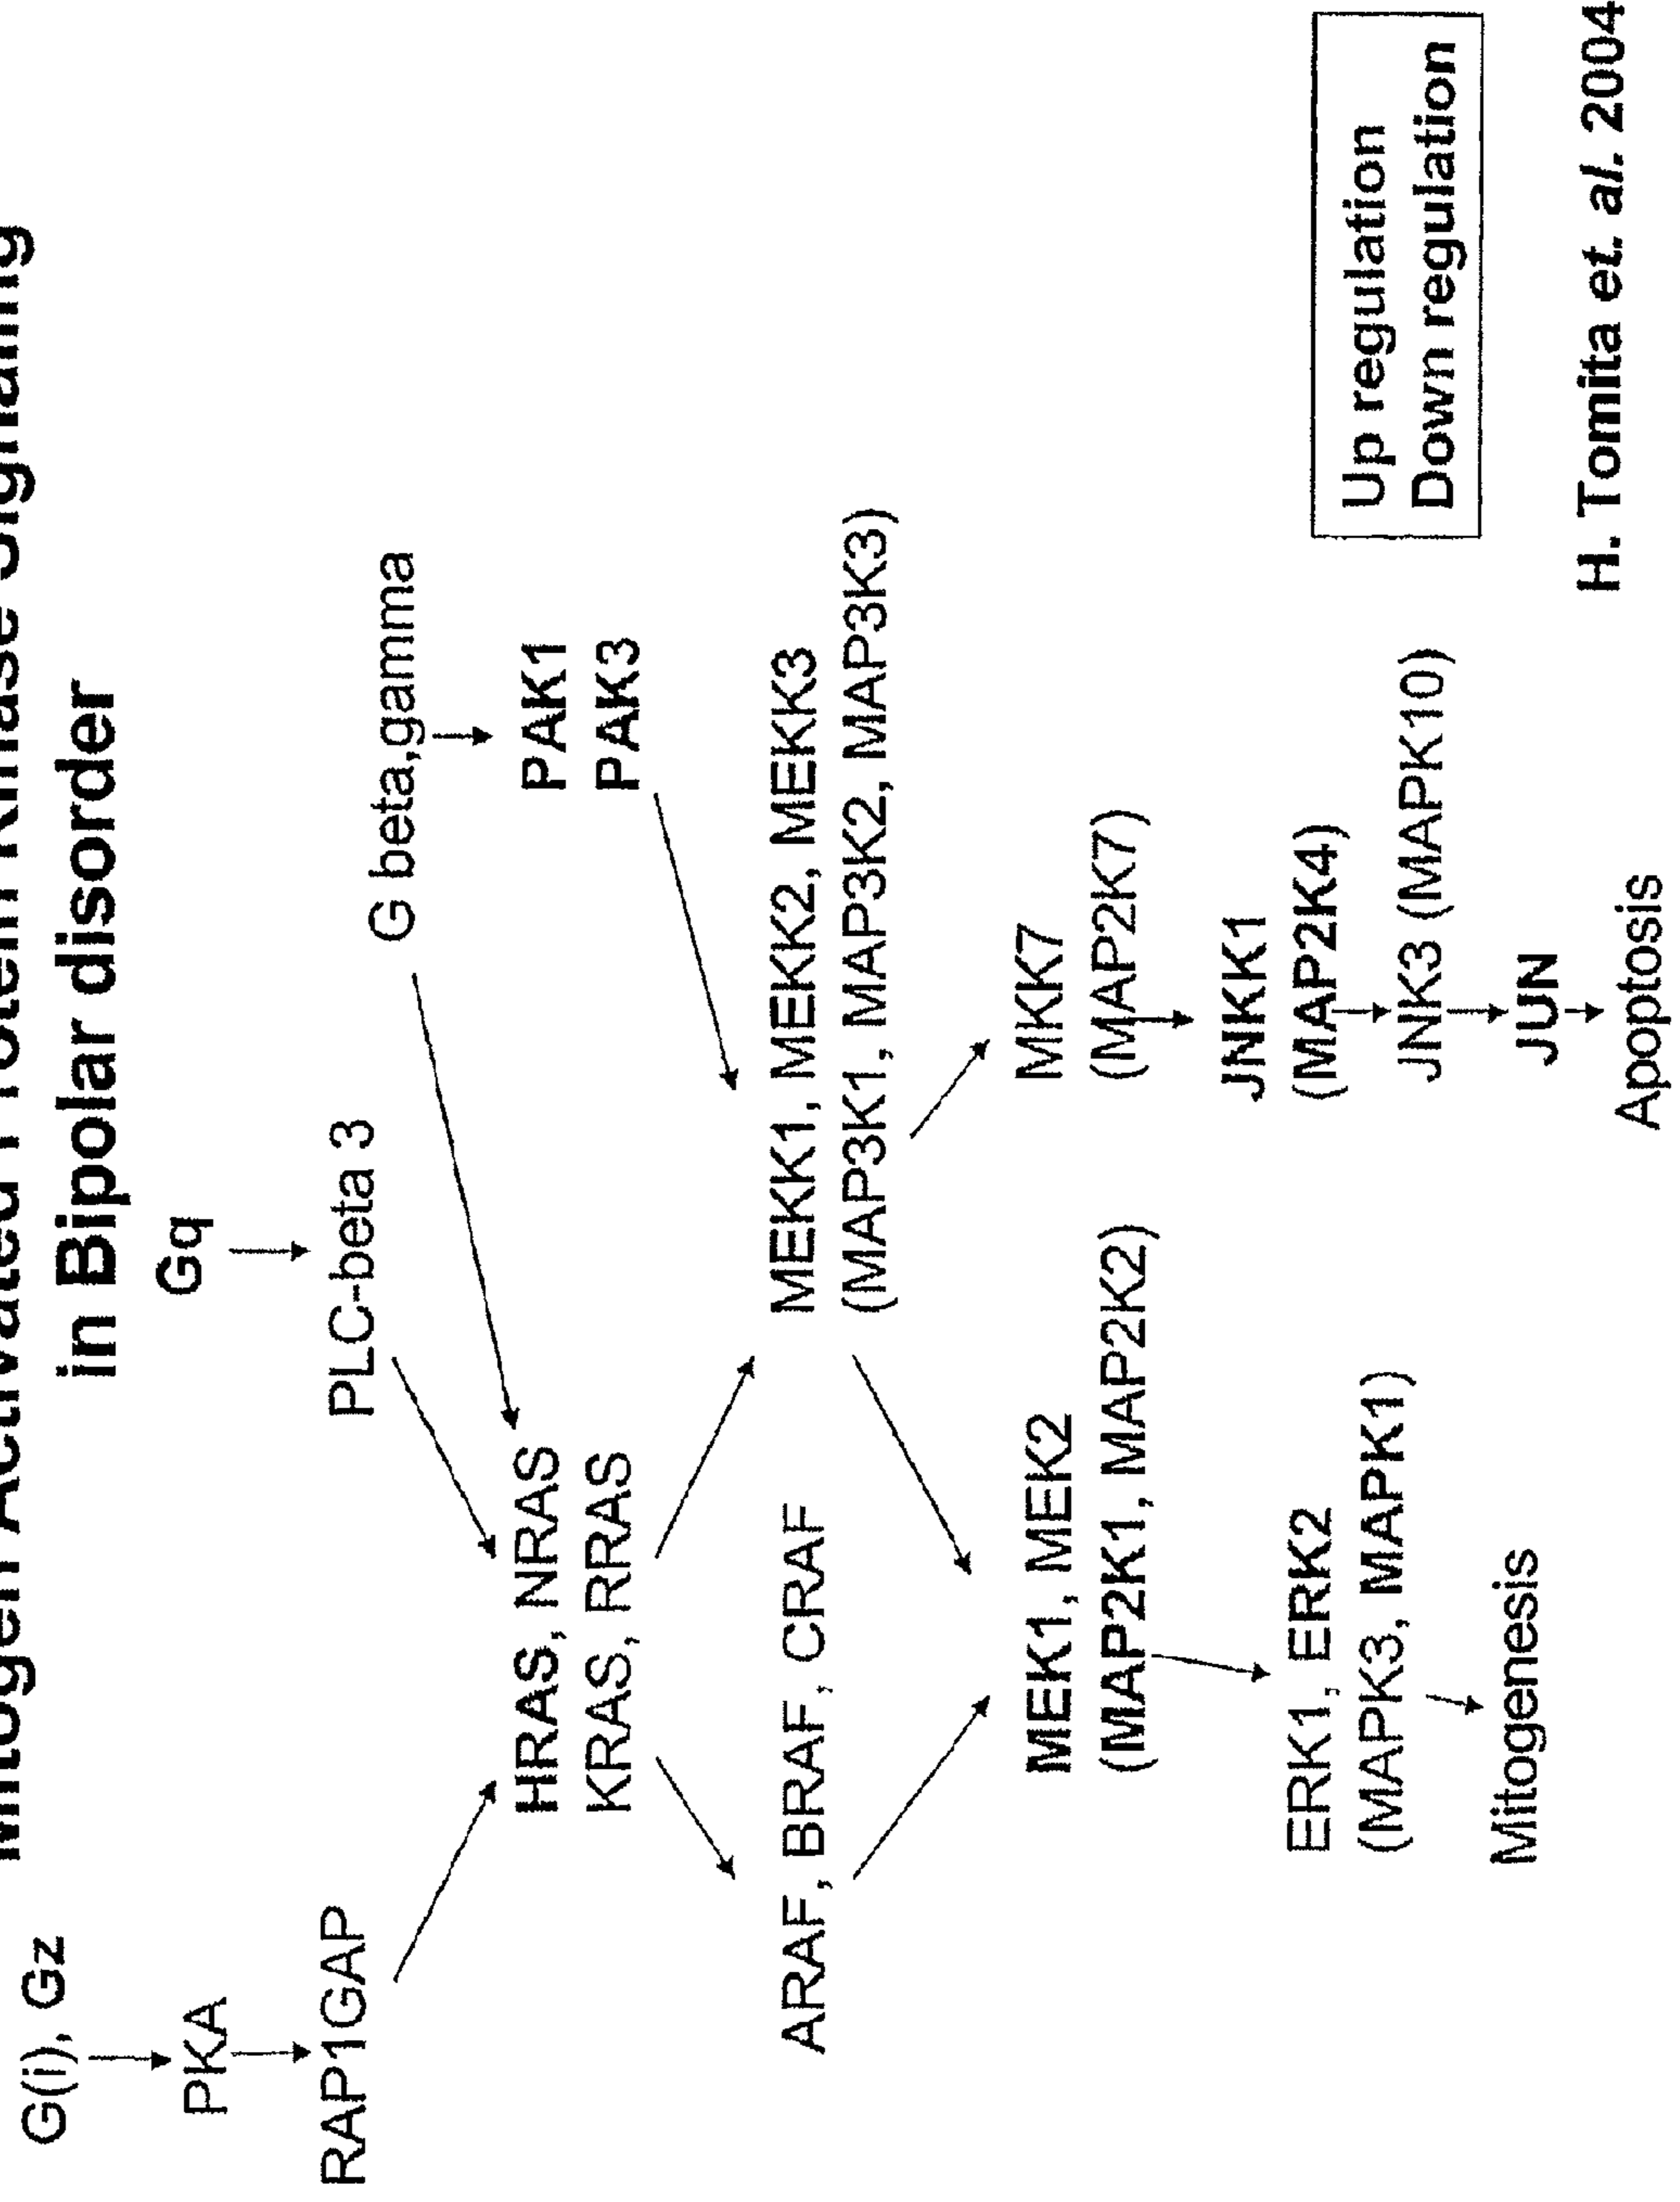 Mitogen Activated Protein Kinase Signaling
in Bipolar disorder
G(i), Gz
PKA
RAP1GAP
Gq
PLC-beta 3
G beta,gamma
PAK1
PAK3
HRAS, NRAS
KRAS, RRAS
ARAF, BRAF, CRAF
MEKK1, MEKK2, MEKK3
(MAP3K1, MAP3K2, MAP3K3)
MEK1, MEK2
(MAP2K1, MAP2K2)
MKK7
(MAP2K7)
JNKK1
(MAP2K4)
JNK3 (MAPK10)
JUN
Apoptosis
ERK1, ERK2
(MAPK3, MAPK1)
Mitogenesis
Up regulation
Down regulation
H. Tomita et. al. 2004